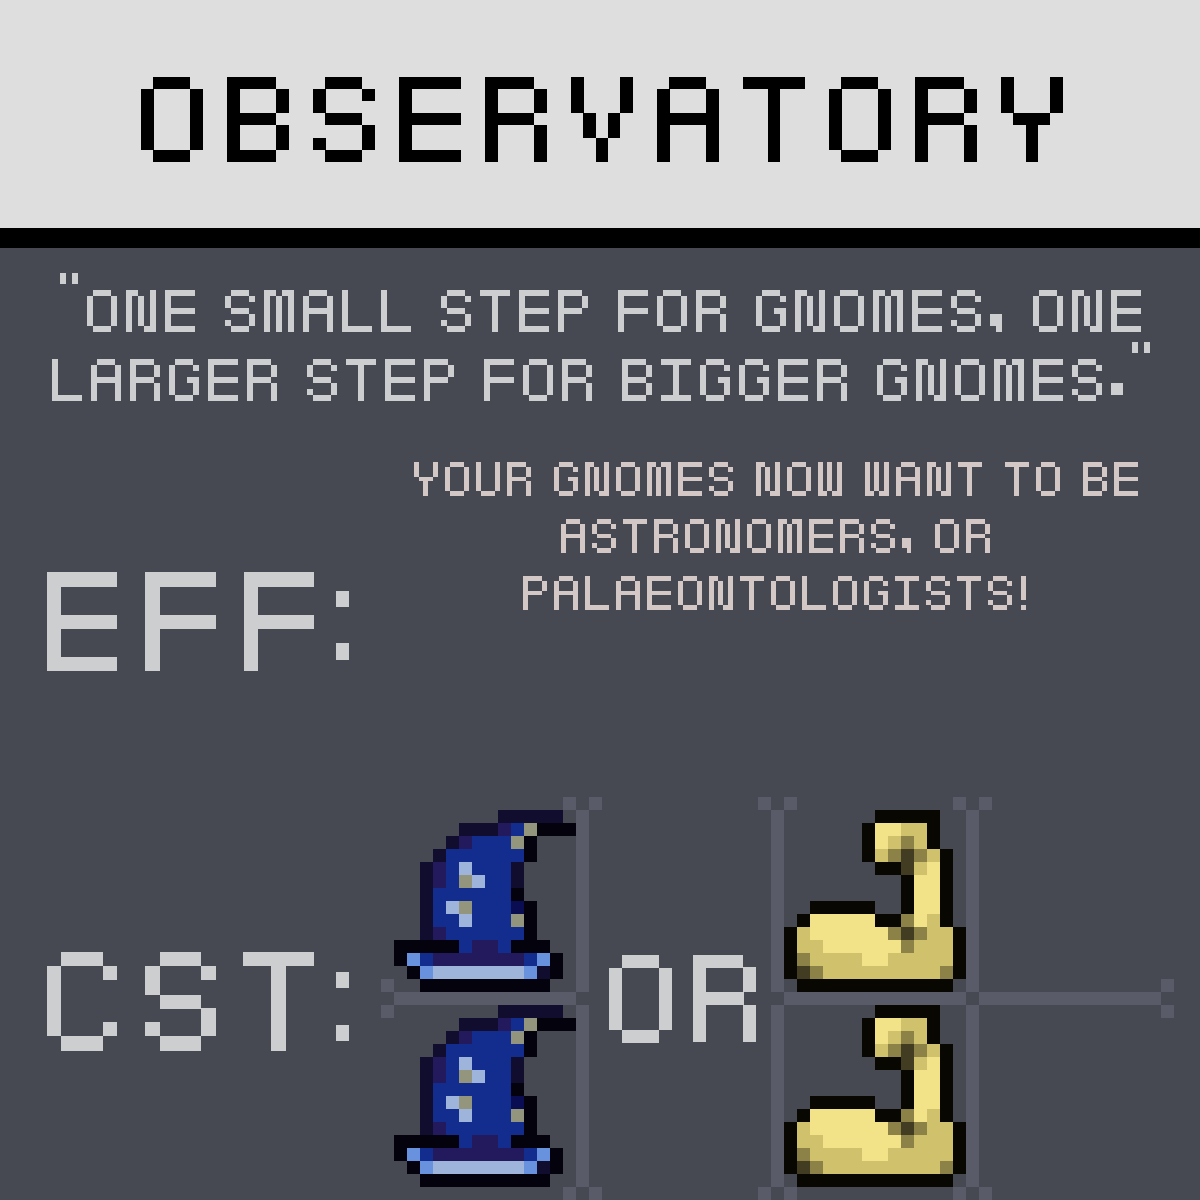 OBSERVATORY
"ONE SMALL STEP FOR GNOMES, ONE
LARGER STEP FOR BIGGER GNOMES."
YOUR GNOMES NOW WANT TO BE
ASTRONOMERS, OR
PALAEONTOLOGISTS!
EFF:
CST:
OR